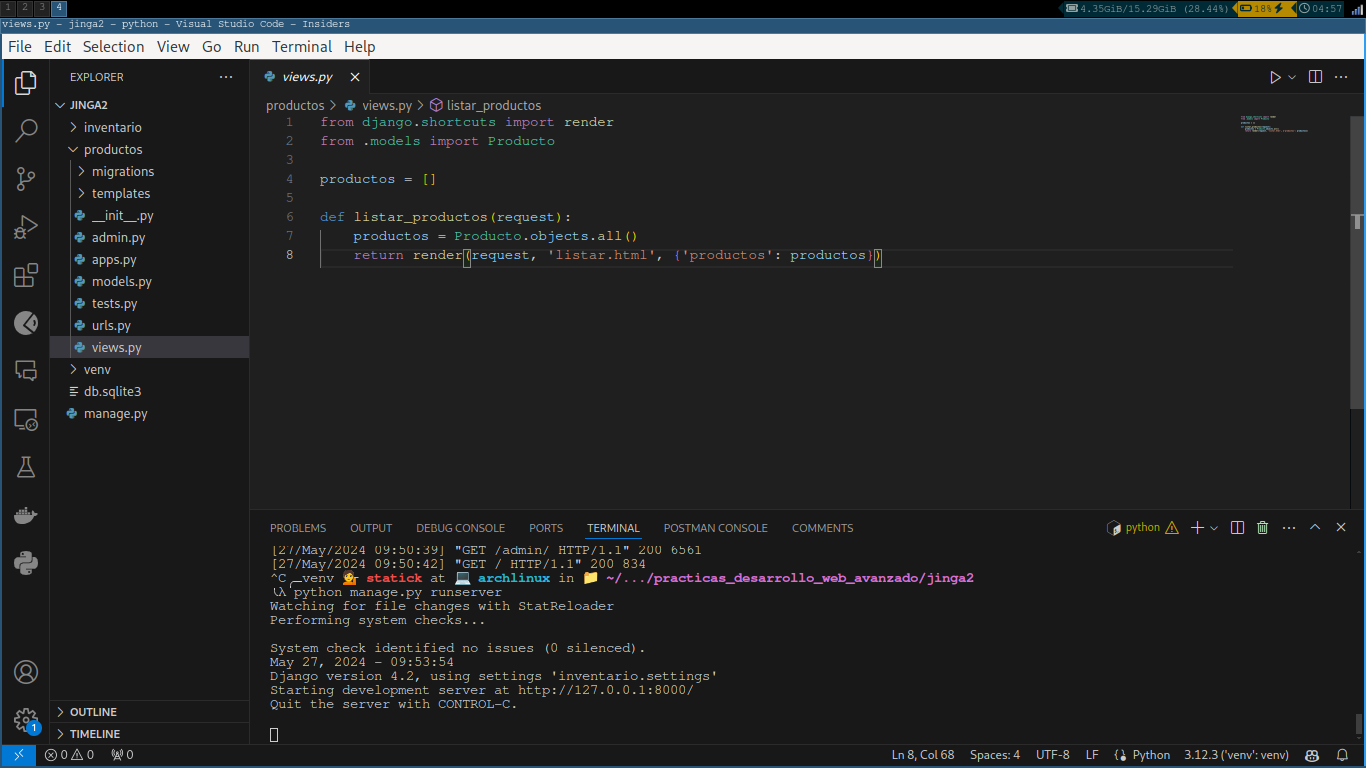 1 2 3 4
4.35GiB/15.29GiB (28.44%) 18% 04:57
views.py - jinga2 - python - Visual Studio Code - Insiders
File Edit Selection View Go Run Terminal Help
EXPLORER
JINGA2
inventario
productos
migrations
templates
__init__.py
admin.py
apps.py
models.py
tests.py
urls.py
views.py
venv
db.sqlite3
manage.py
OUTLINE
TIMELINE
views.py
productos > views.py > listar_productos
1 from django.shortcuts import render
2 from .models import Producto
3
4 productos = []
5
6 def listar_productos(request):
7 productos = Producto.objects.all()
8 return render(request, 'listar.html', {'productos': productos})
PROBLEMS OUTPUT DEBUG CONSOLE PORTS TERMINAL POSTMAN CONSOLE COMMENTS
python
[27/May/2024 09:50:39] "GET /admin/ HTTP/1.1" 200 6561
[27/May/2024 09:50:42] "GET / HTTP/1.1" 200 834
^C venv statick at archlinux in ~/.../practicas_desarrollo_web_avanzado/jinga2
λ python manage.py runserver
Watching for file changes with StatReloader
Performing system checks...
System check identified no issues (0 silenced).
May 27, 2024 - 09:53:54
Django version 4.2, using settings 'inventario.settings'
Starting development server at http://127.0.0.1:8000/
Quit the server with CONTROL-C.
1
0 0 0 Ln 8, Col 68 Spaces: 4 UTF-8 LF Python 3.12.3 ('venv': venv)